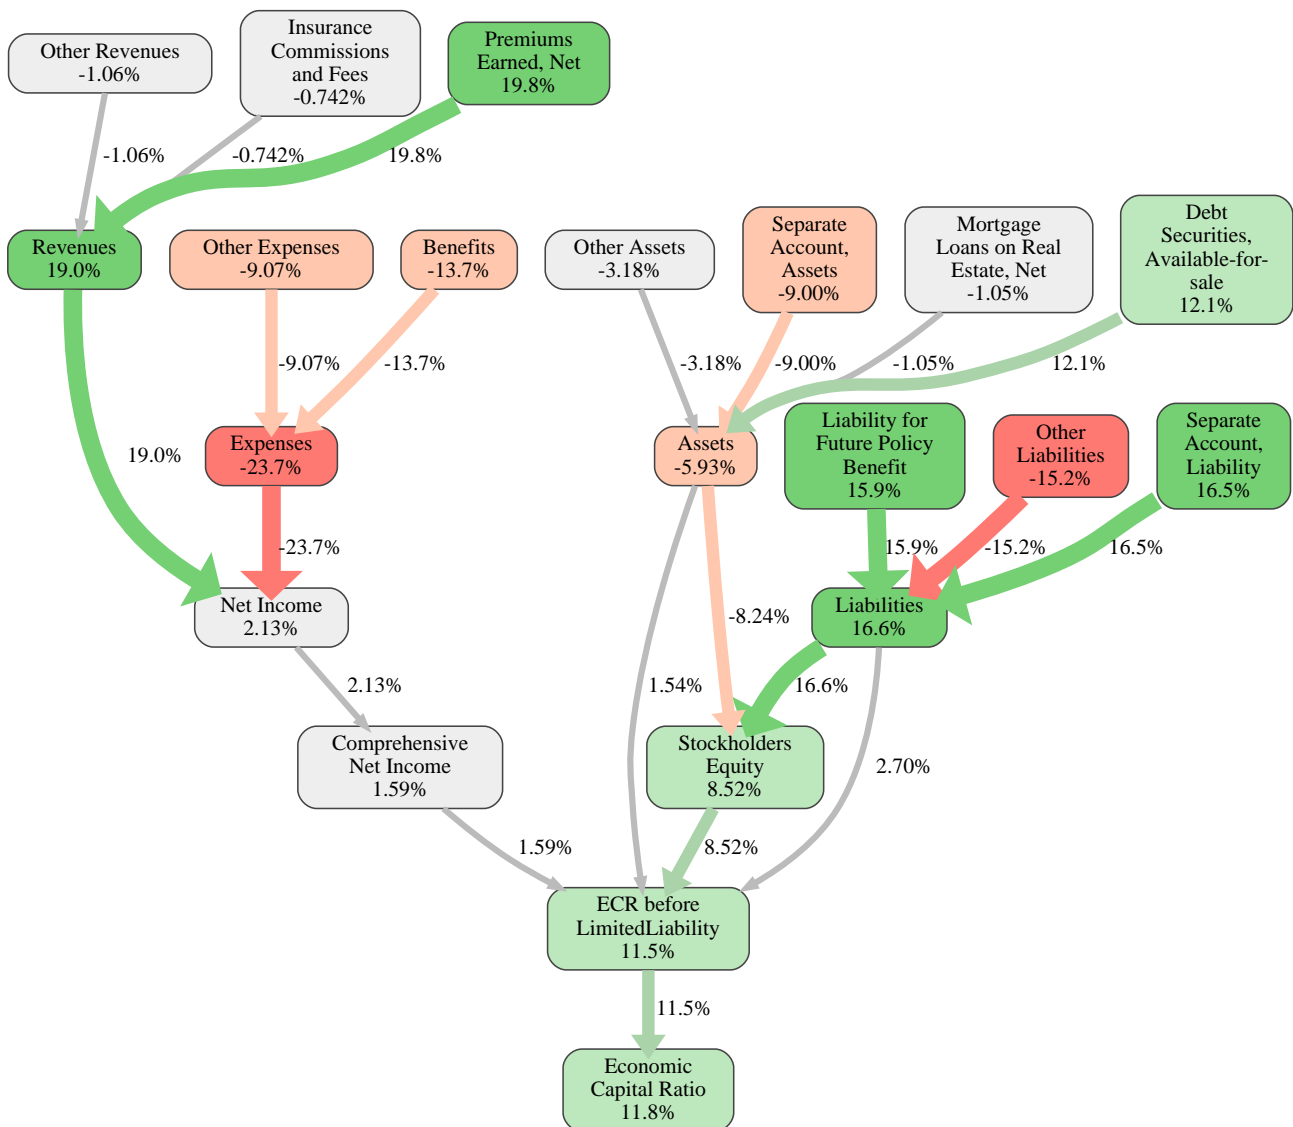 Other Revenues
-1.06%
Insurance
Commissions
and Fees
-0.742%
Premiums
Earned, Net
19.8%
-1.06%
-0.742%
19.8%
Revenues
19.0%
Other Expenses
-9.07%
Benefits
-13.7%
Other Assets
-3.18%
Separate
Account,
Assets
-9.00%
Mortgage
Loans on Real
Estate, Net
-1.05%
Debt
Securities,
Available-for-
sale
12.1%
-9.07%
-13.7%
-3.18%
-9.00%
-1.05%
12.1%
19.0%
Expenses
-23.7%
Assets
-5.93%
Liability for
Future Policy
Benefit
15.9%
Other
Liabilities
-15.2%
Separate
Account,
Liability
16.5%
-23.7%
15.9%
-15.2%
16.5%
Net Income
2.13%
-8.24%
Liabilities
16.6%
2.13%
1.54%
16.6%
2.70%
Comprehensive
Net Income
1.59%
Stockholders
Equity
8.52%
1.59%
8.52%
ECR before
LimitedLiability
11.5%
11.5%
Economic
Capital Ratio
11.8%